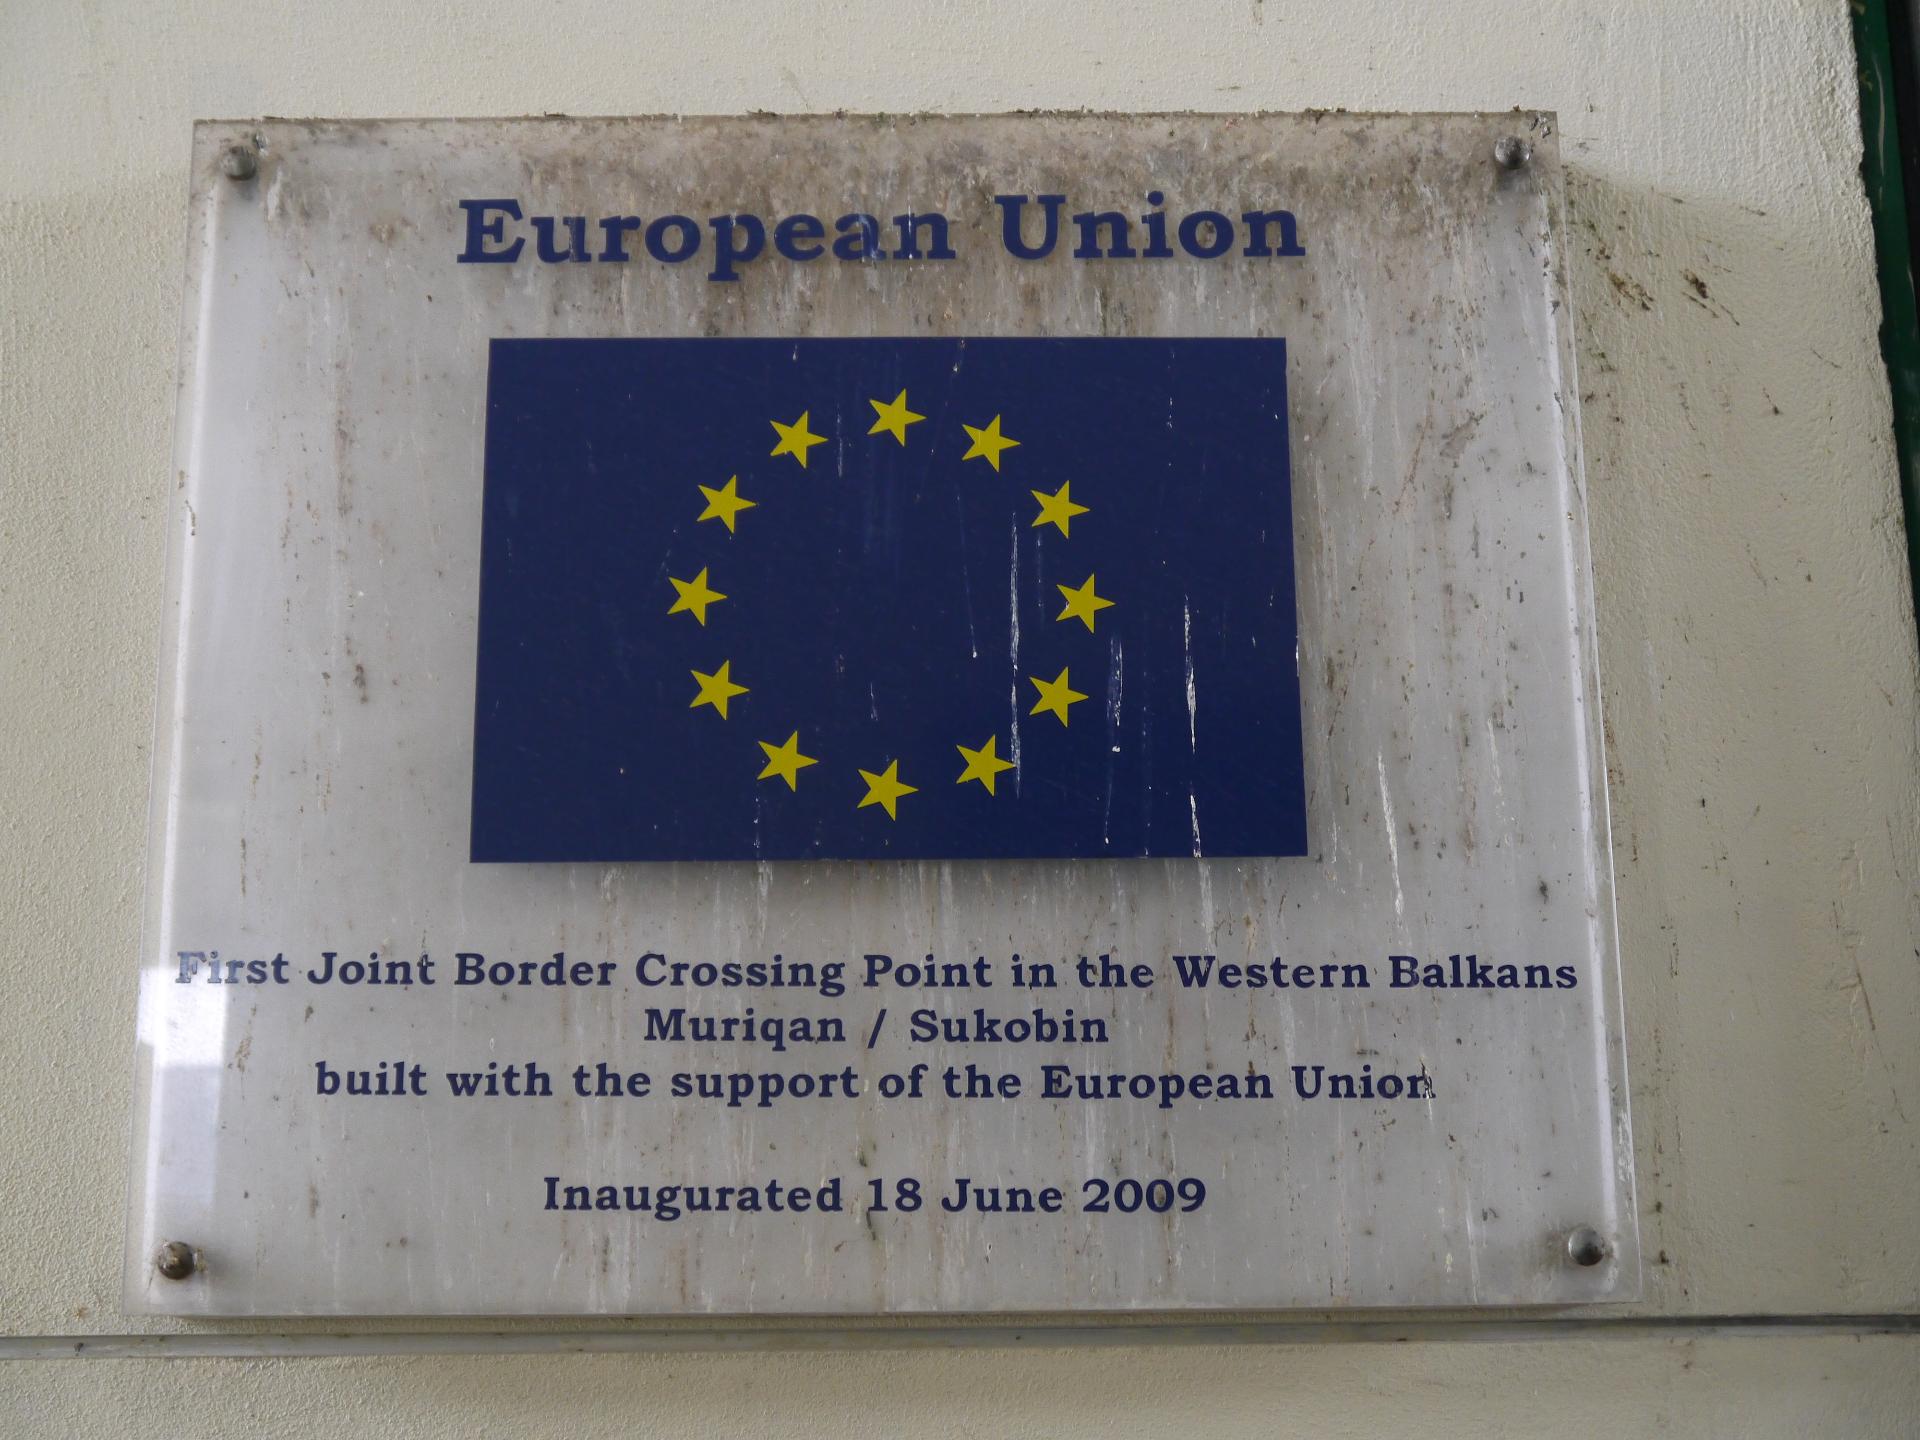 European Union
First Joint Border Crossing Point in the Western Balkans
Muriqan / Sukobin
built with the support of the European Union
Inaugurated 18 June 2009